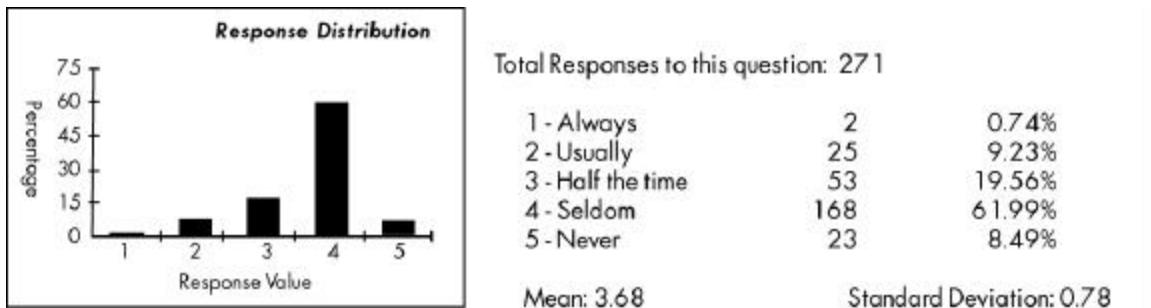 Response Distribution
75
60
45
30
15
0
Percentage
1 2 3 4 5
Response Value
Total Responses to this question: 271
1 - Always 2 0.74%
2 - Usually 25 9.23%
3 - Half the time 53 19.56%
4 - Seldom 168 61.99%
5 - Never 23 8.49%
Mean: 3.68 Standard Deviation: 0.78